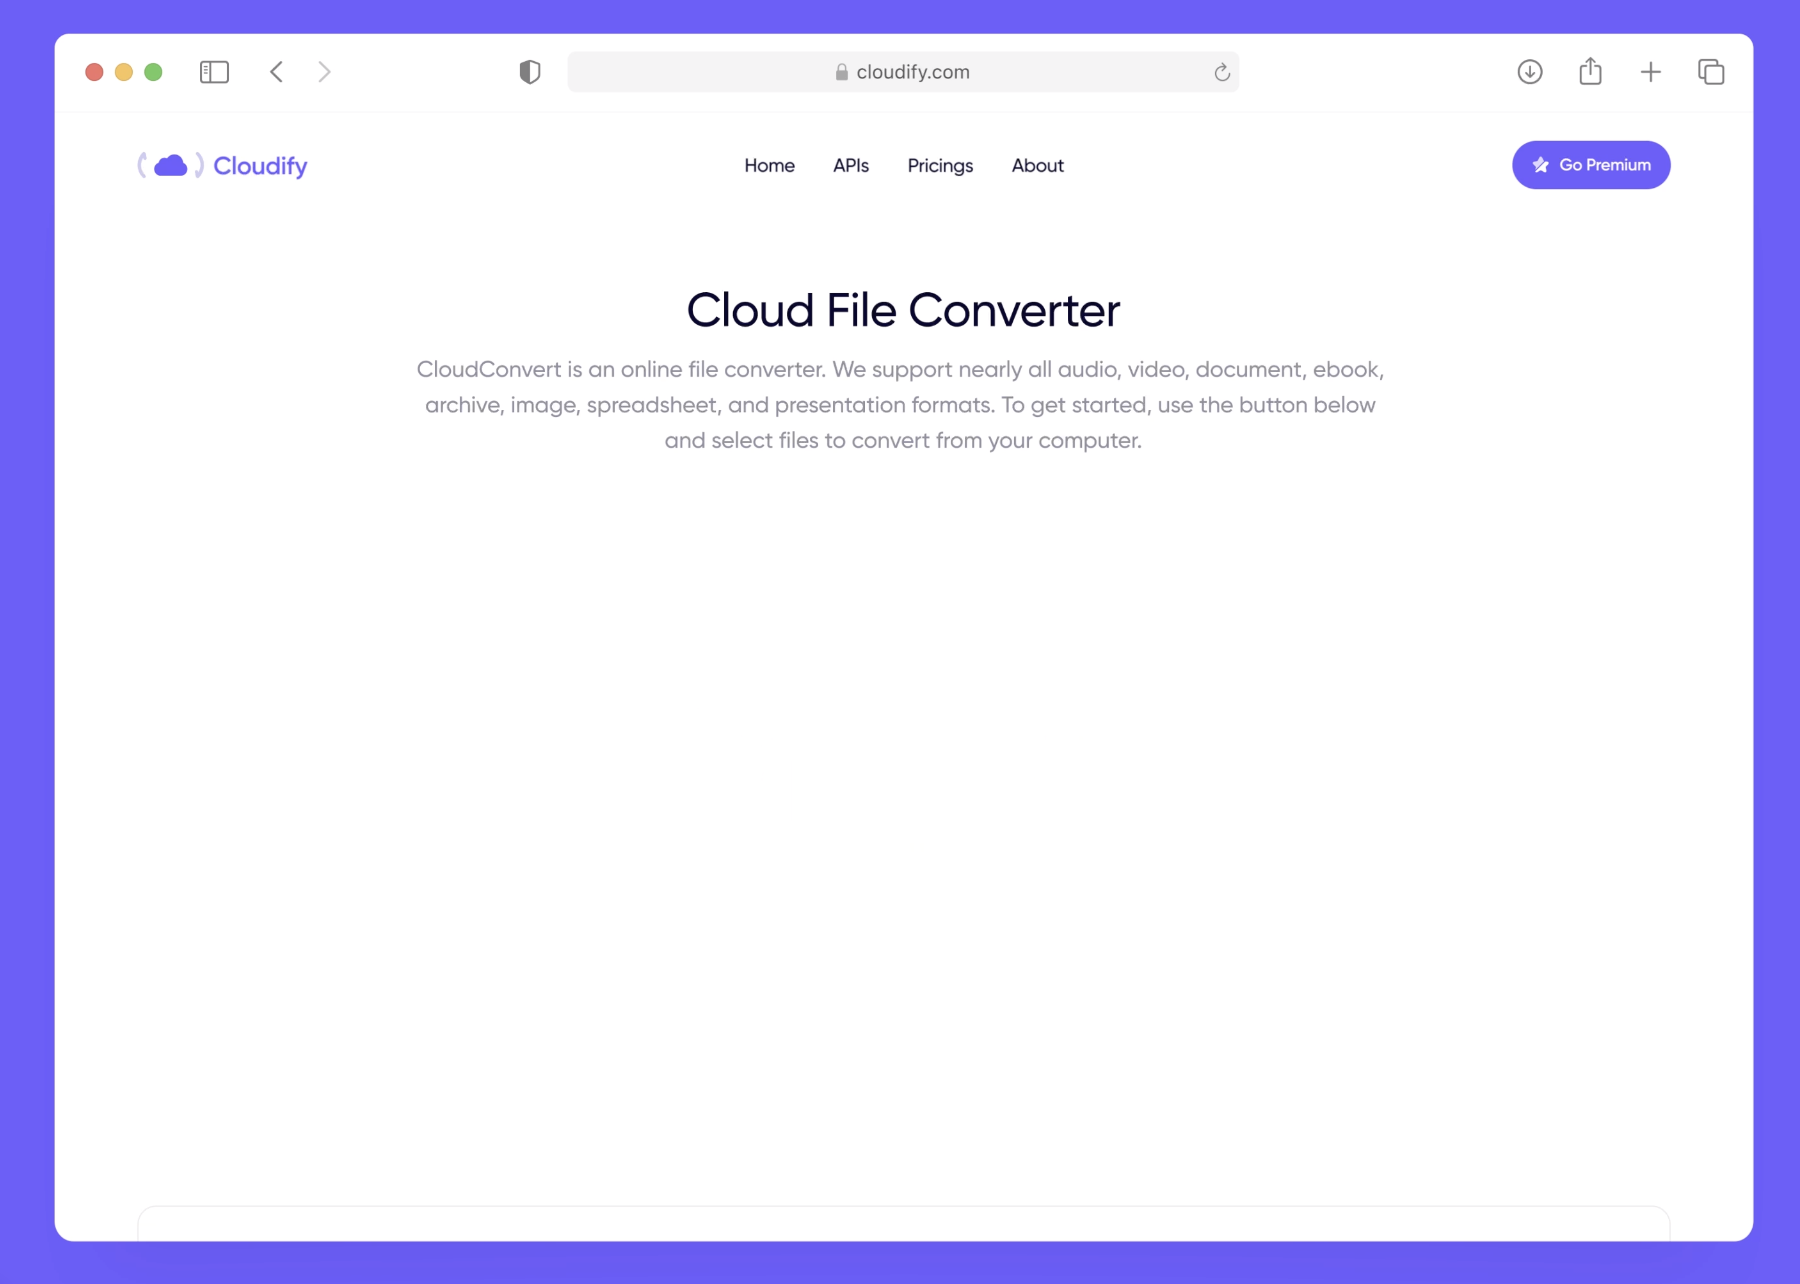 cloudify.com
Cloudify
Home APIs Pricings About
Go Premium
Cloud File Converter
CloudConvert is an online file converter. We support nearly all audio, video, document, ebook,
archive, image, spreadsheet, and presentation formats. To get started, use the button below
and select files to convert from your computer.